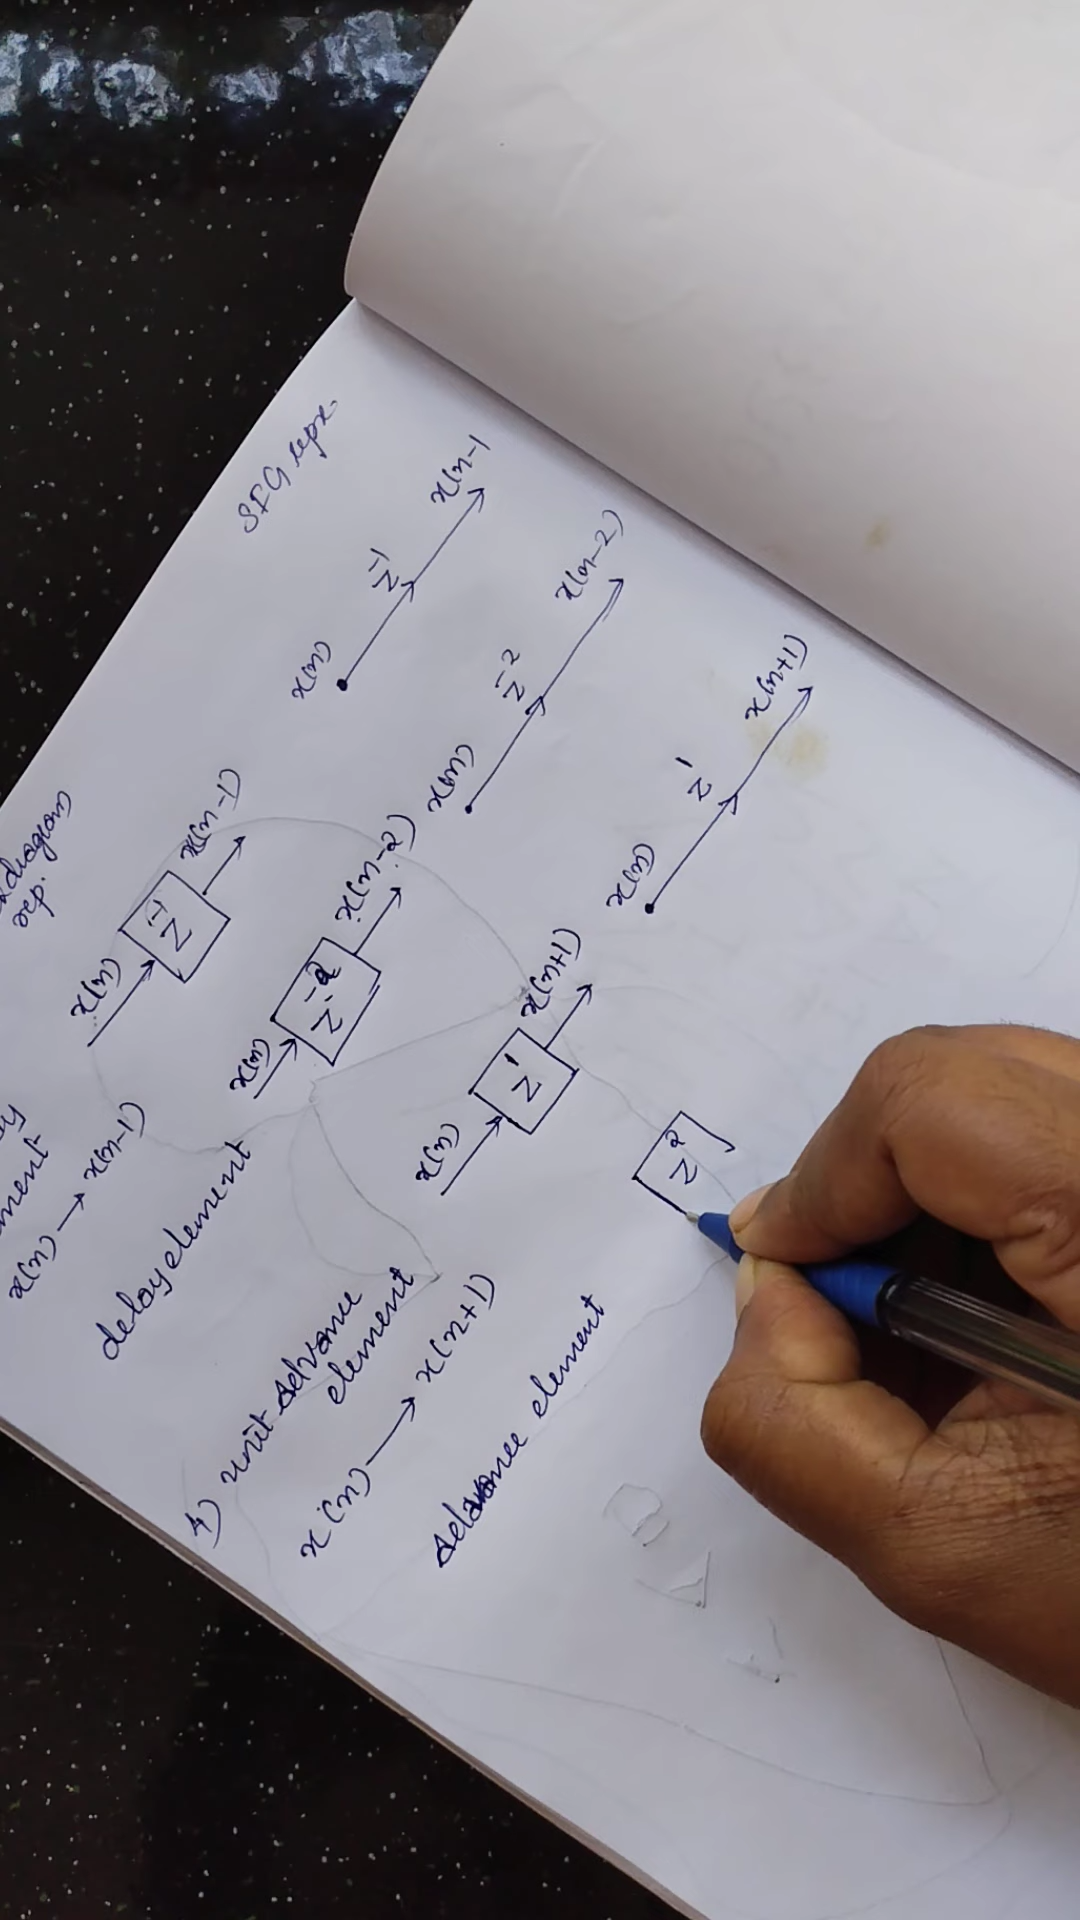 rep.
SFG repr.
ment
x(n) → x(n-1)
x(n)
z⁻¹
x(n-1)
x(n)
z⁻¹
x(n-1
delay element
x(n)
z⁻²
x(n-2)
x(n)
z⁻²
x(n-2)
4) unit Advance
element
x(n) → x(n+1)
x(n)
z¹
x(n+1)
x(n)
z¹
x(n+1)
Advance element
z²